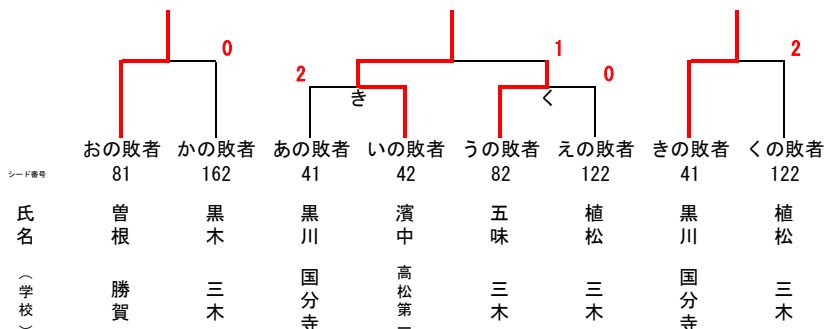 0
1
2
2
0
き
く
おの敗者 かの敗者 あの敗者 いの敗者 うの敗者 えの敗者 きの敗者 くの敗者
シード番号 81 162 41 42 82 122 41 122
氏名 曽根 黒木 黒川 濱中 五味 植松 黒川 植松
（学校） 勝賀 三木 国分寺 高松第一 三木 三木 国分寺 三木